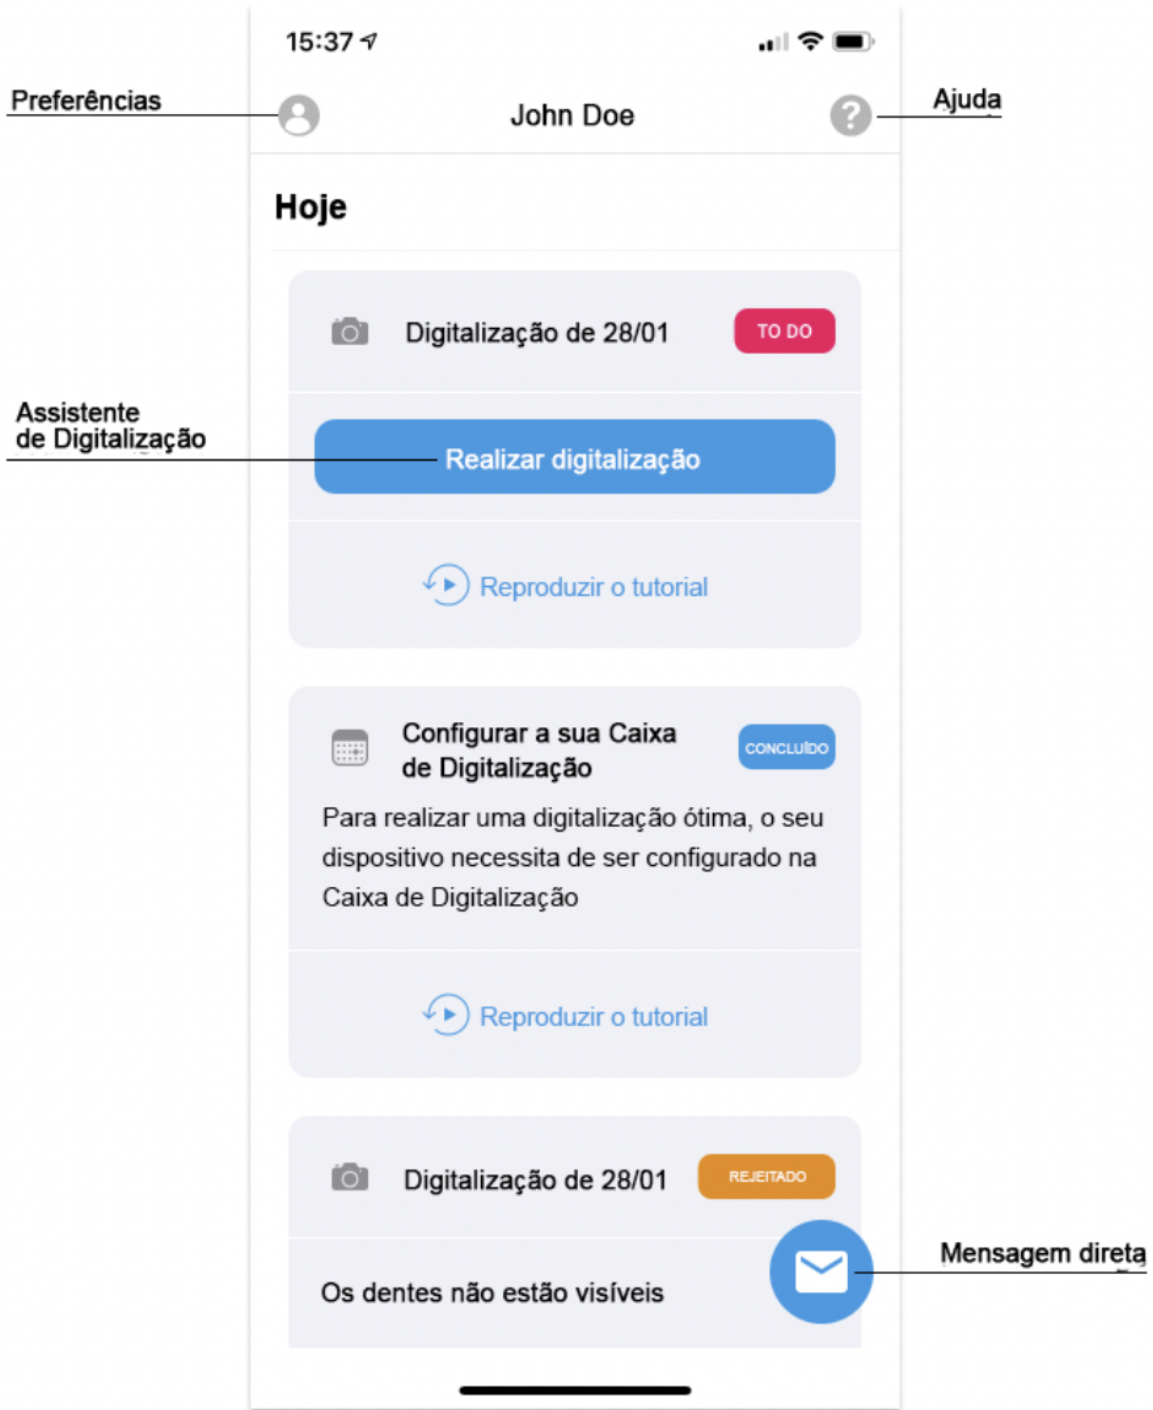 15:37
Preferências
John Doe
Ajuda
Hoje
Digitalização de 28/01
TO DO
Assistente
de Digitalização
Realizar digitalização
Reproduzir o tutorial
Configurar a sua Caixa
de Digitalização
CONCLUÍDO
Para realizar uma digitalização ótima, o seu
dispositivo necessita de ser configurado na
Caixa de Digitalização
Reproduzir o tutorial
Digitalização de 28/01
REJEITADO
Mensagem direta
Os dentes não estão visíveis